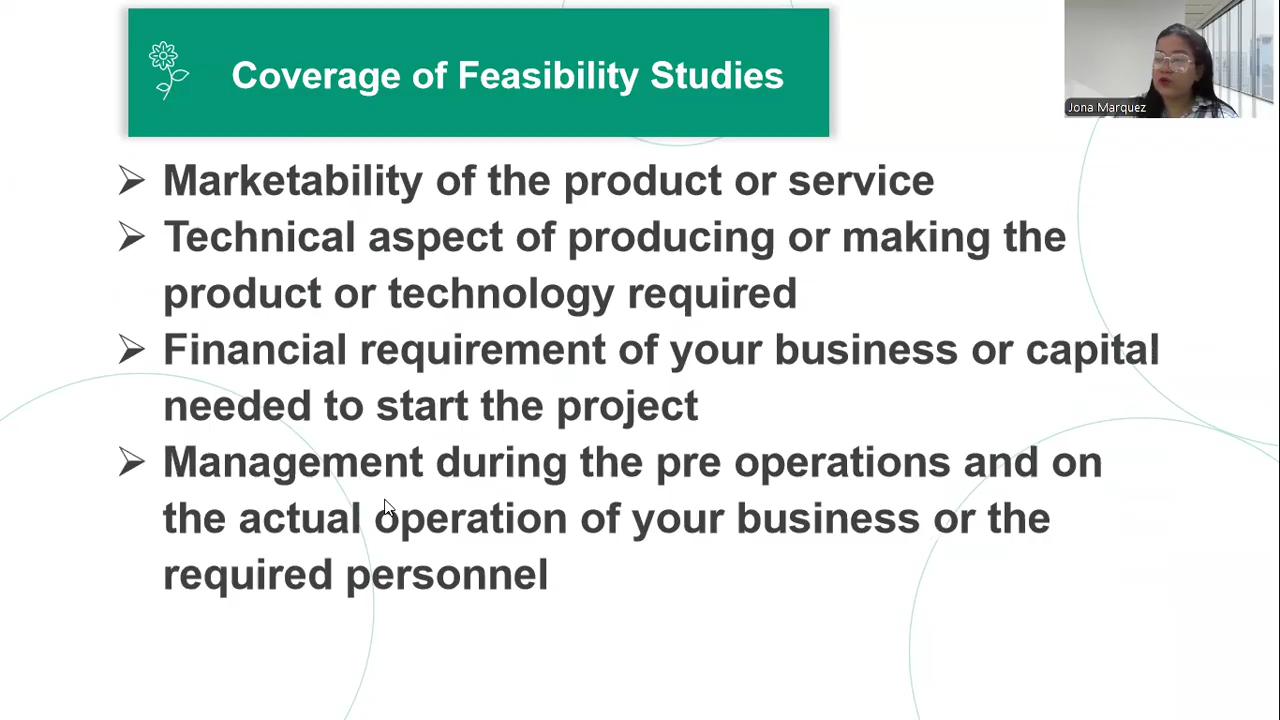 Coverage of Feasibility Studies
Jona Marquez
Marketability of the product or service
Technical aspect of producing or making the
product or technology required
Financial requirement of your business or capital
needed to start the project
Management during the pre operations and on
the actual operation of your business or the
required personnel